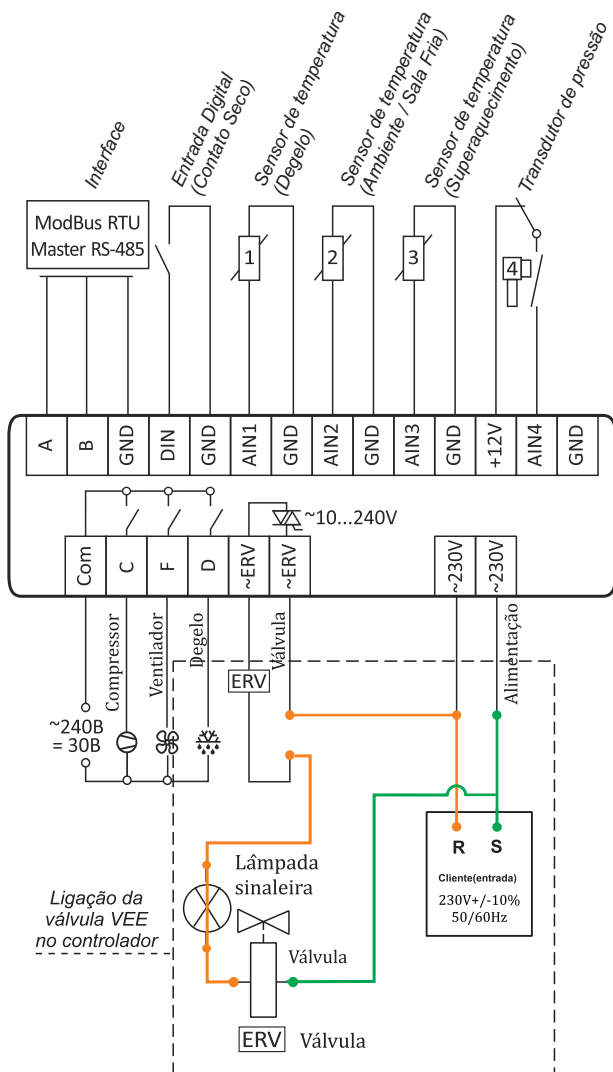 Interface
Entrada Digital
(Contato Seco)
Sensor de temperatura
(Degelo)
Sensor de temperatura
(Ambiente / Sala Fria)
Sensor de temperatura
(Superaquecimento)
Transdutor de pressão
ModBus RTU
Master RS-485
1
2
3
4
A
B
GND
DIN
GND
AIN1
GND
AIN2
GND
AIN3
GND
+12V
AIN4
GND
~10...240V
Com
C
F
D
~ERV
~ERV
~230V
~230V
Compressor
Ventilador
Degelo
Válvula
Alimentação
ERV
~240В
= 30В
R
S
Cliente(entrada)
230V+/-10%
50/60Hz
Lâmpada
sinaleira
Ligação da
válvula VEE
no controlador
Válvula
ERV
Válvula